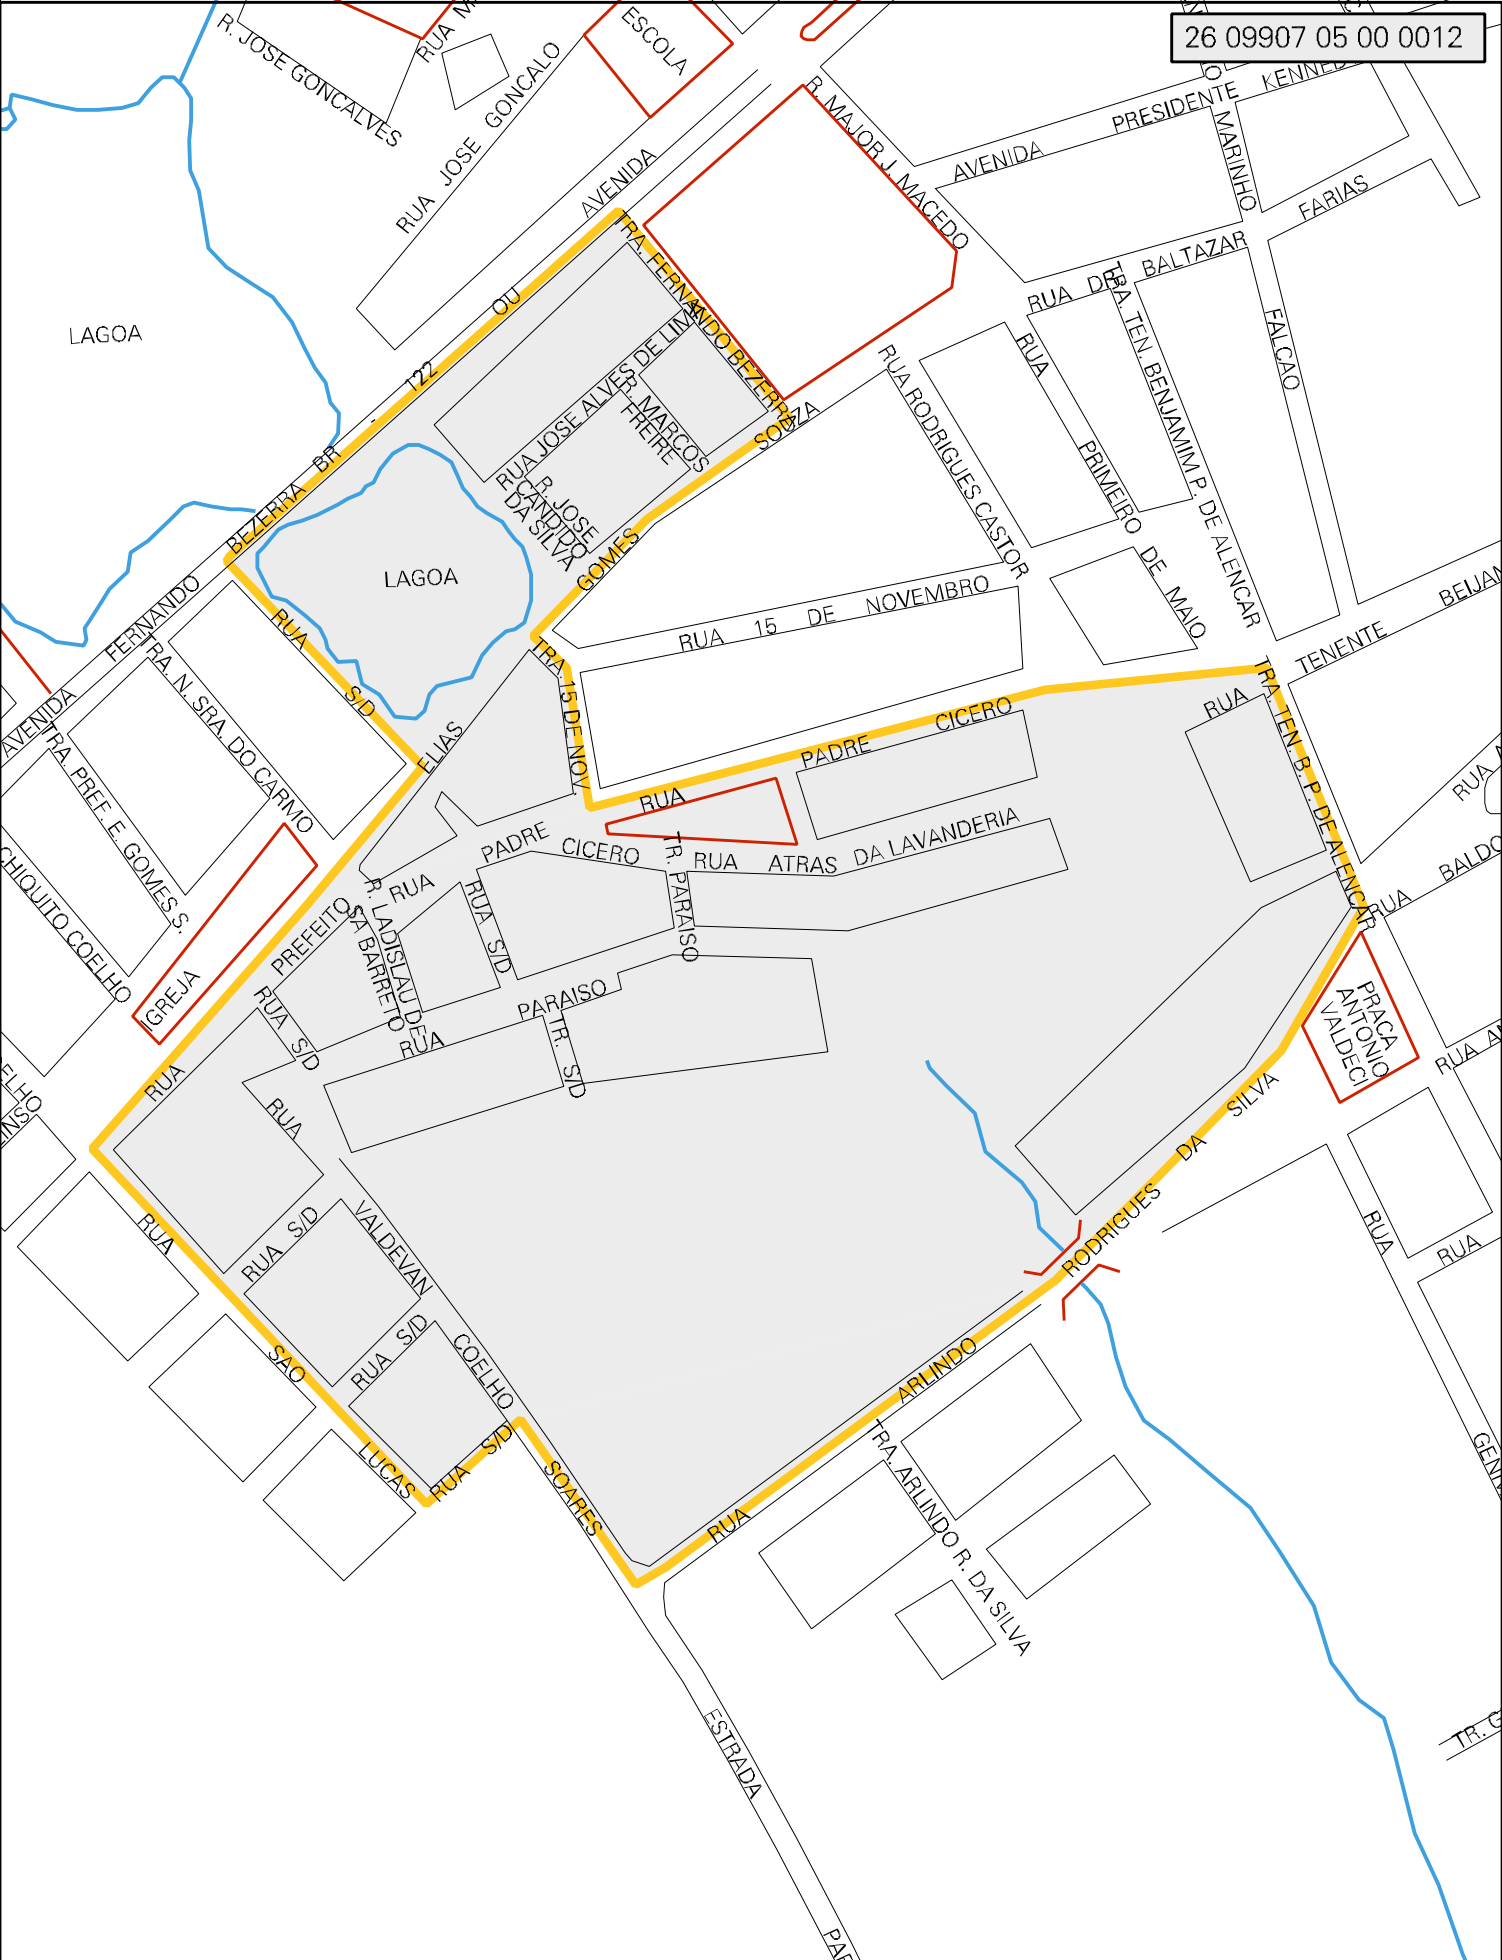 26 09907 05 00 0012
R. JOSE GONCALVES
ESCOLA
RUA JOSE GONCALO
AVENIDA
R. MAJOR J. MACEDO
AVENIDA PRESIDENTE
MARINHO
FARIAS
RUA DR. BALTAZAR
FALCAO
TRA. TEN. BENJAMIM P. DE ALENCAR
RUA PRIMEIRO DE MAIO
RUA RODRIGUES CASTOR
TRA. FERNANDO BEZERRA
LAGOA
OU
122
-
BR
BEZERRA
FERNANDO
AVENIDA
RUA JOSE ALVES DE LIMA
R. MARCOS
FREIRE
R. JOSE
CANDIDO
DA SILVA
SOUZA
GOMES
ELIAS
PREFEITO
RUA
LAGOA
RUA S/D
TRA. N. SRA. DO CARMO
TRA. PREF. E. GOMES S.
CHIQUITO COELHO
IGREJA
RUA 15 DE NOVEMBRO
TRA. 15 DE NOV.
TENENTE
RUA
RUA PADRE CICERO
TRA. TEN. B. P. DE ALENCAR
RUA PADRE CICERO
RUA ATRAS DA LAVANDERIA
TR. PARAISO
RUA BALDO
R. LADISLAU DE
SA BARRETO
RUA S/D
RUA S/D
RUA PARAISO
TR. S/D
PRACA
ANTONIO
VALDECI
RUA VALDEVAN COELHO SOARES
RUA S/D
RUA S/D
RUA SAO LUCAS
RUA S/D
RUA ARLINDO RODRIGUES DA SILVA
TRA. ARLINDO R. DA SILVA
RUA
RUA
ESTRADA